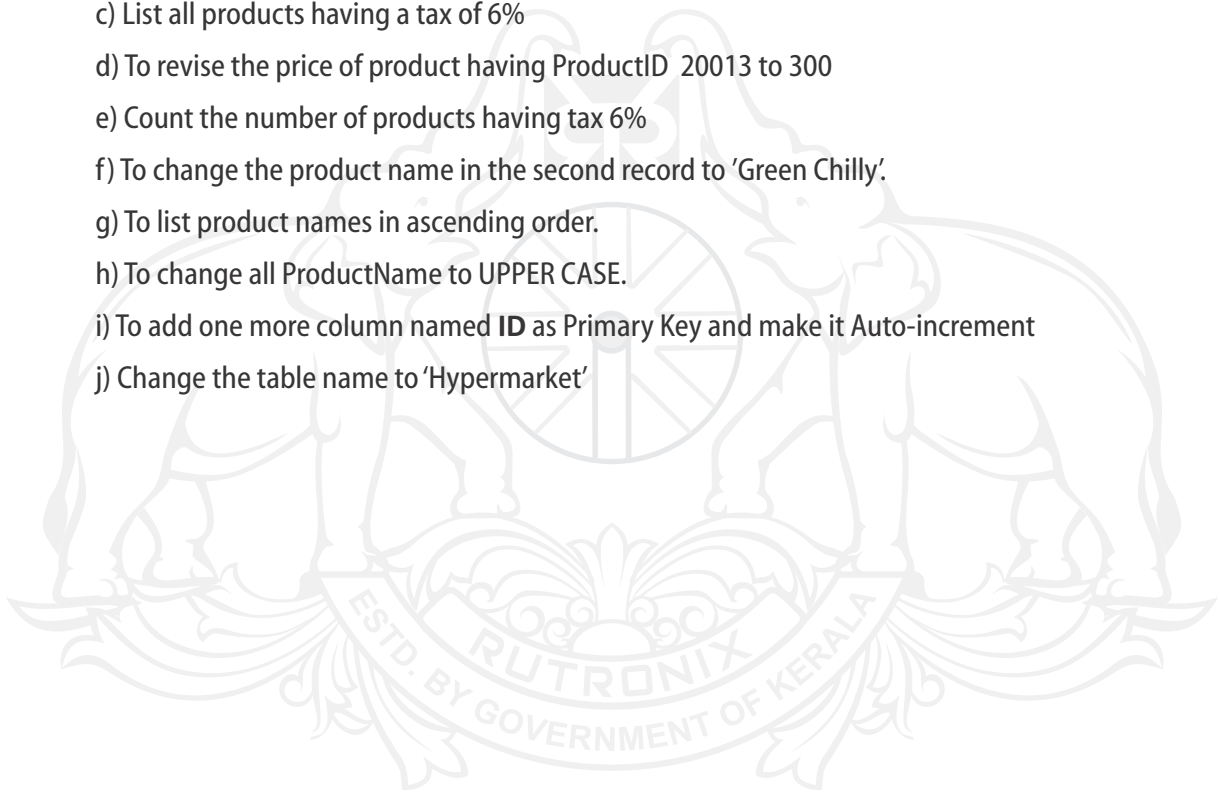 c) List all products having a tax of 6%
d) To revise the price of product having ProductID 20013 to 300
e) Count the number of products having tax 6%
f) To change the product name in the second record to ’Green Chilly’.
g) To list product names in ascending order.
h) To change all ProductName to UPPER CASE.
i) To add one more column named ID as Primary Key and make it Auto-increment
j) Change the table name to ‘Hypermarket’
RUTRONIX
ESTD. BY GOVERNMENT OF KERALA